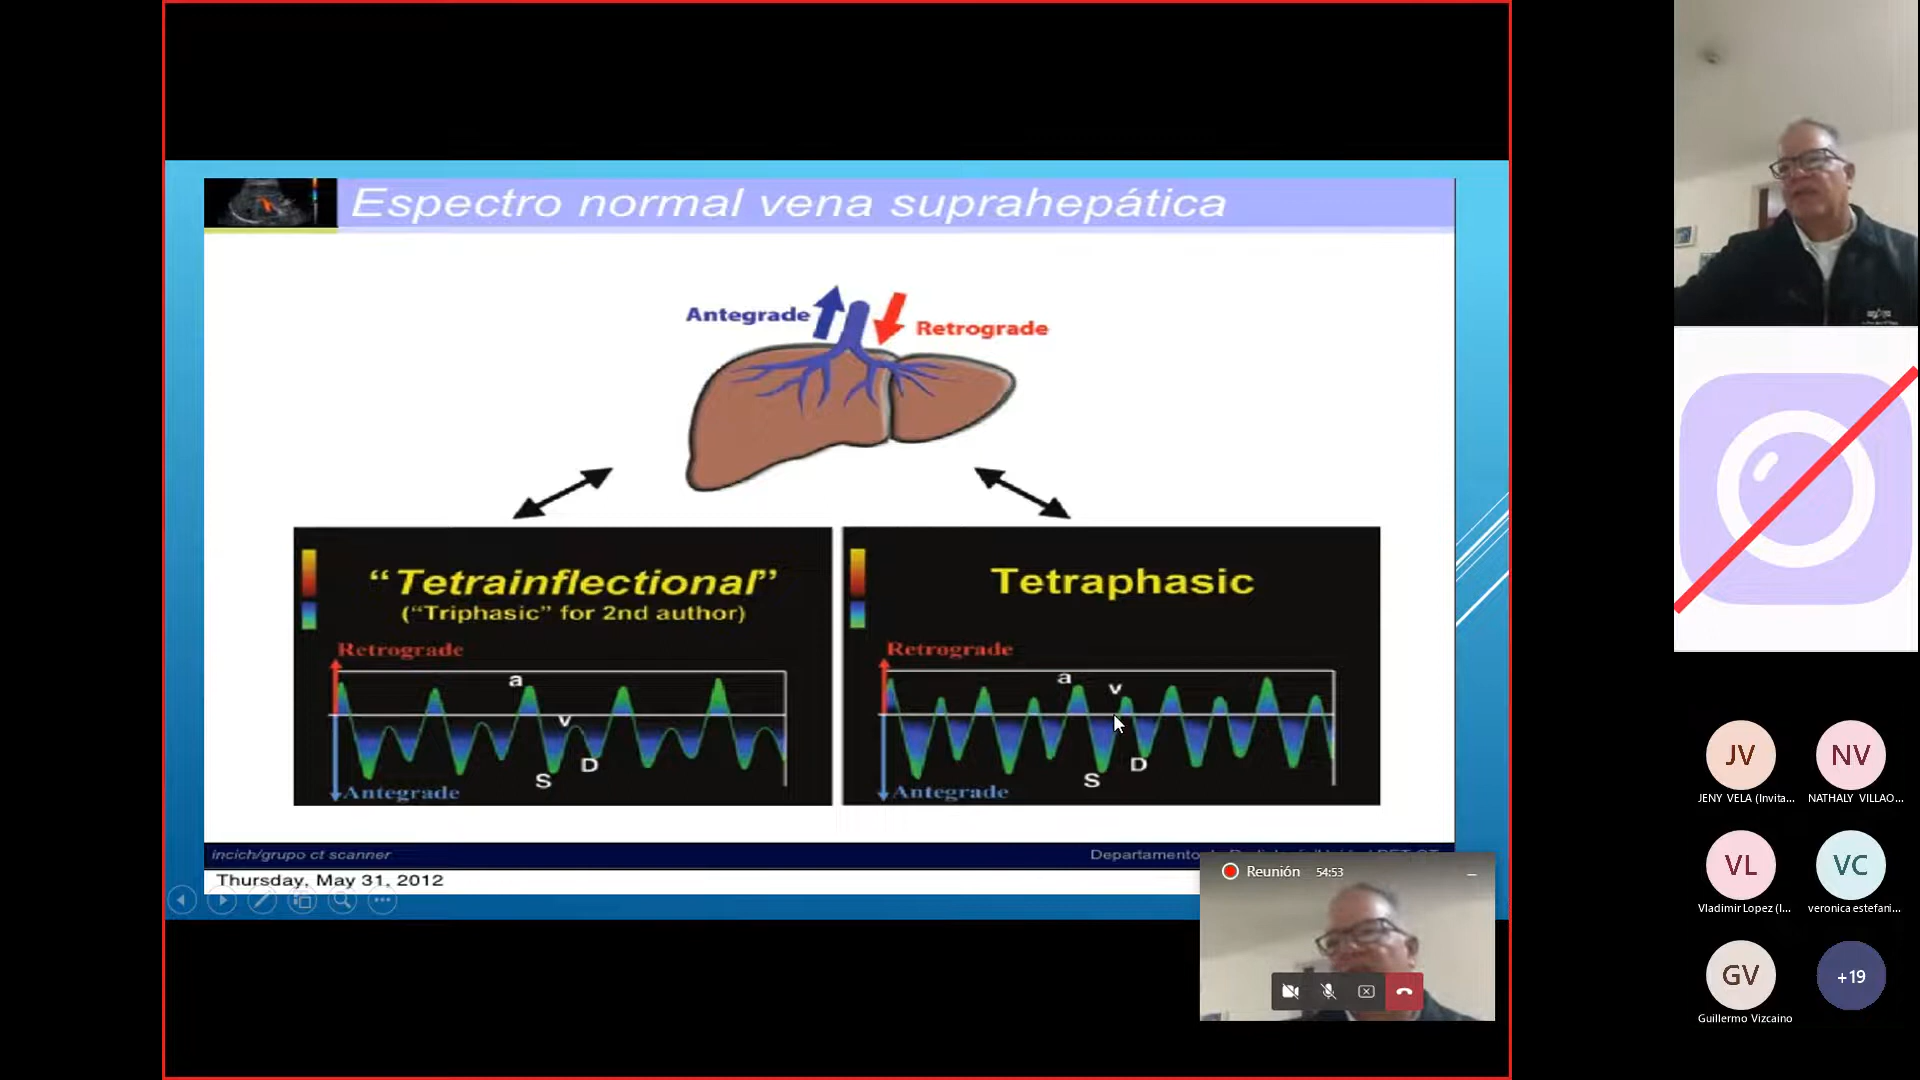 Espectro normal vena suprahepática
Antegrade
Retrograde
“Tetrainflectional”
(“Triphasic” for 2nd author)
Retrograde
a
v
D
S
Antegrade
Tetraphasic
Retrograde
a
v
D
S
Antegrade
incich/grupo ct scanner
Departamento
Thursday, May 31, 2012
Reunión 54:53
JV
JENY VELA (Invita...
NV
NATHALY VILLAO...
VL
Vladimir Lopez (I...
VC
veronica estefani...
GV
Guillermo Vizcaino
+19